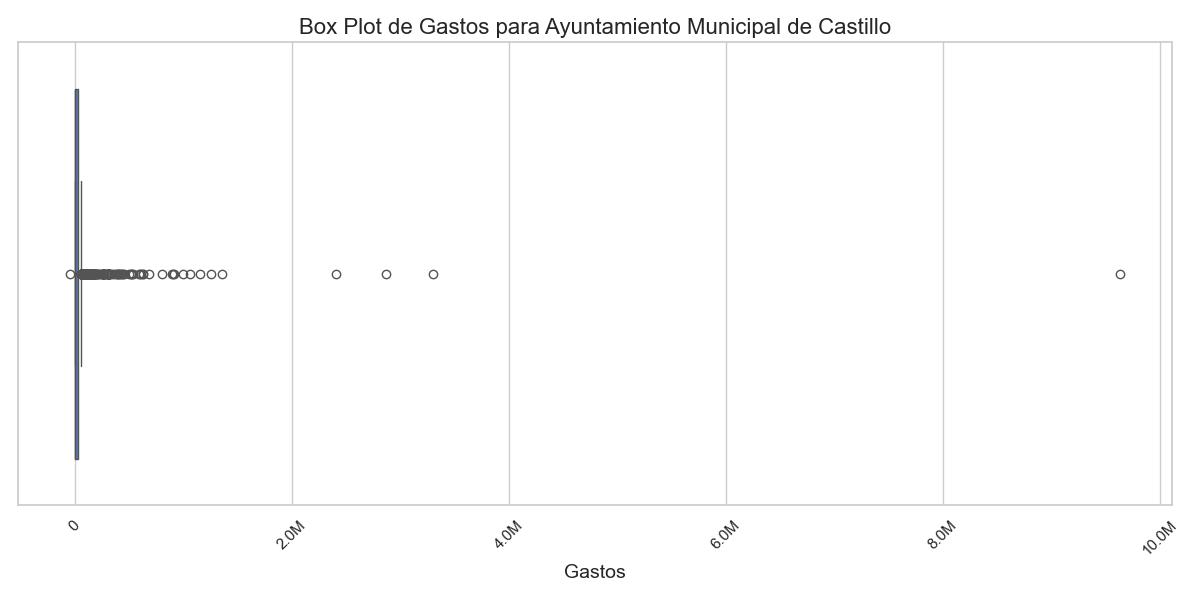 Box Plot de Gastos para Ayuntamiento Municipal de Castillo
0
2.0M
4.0M
6.0M
8.0M
10.0M
Gastos